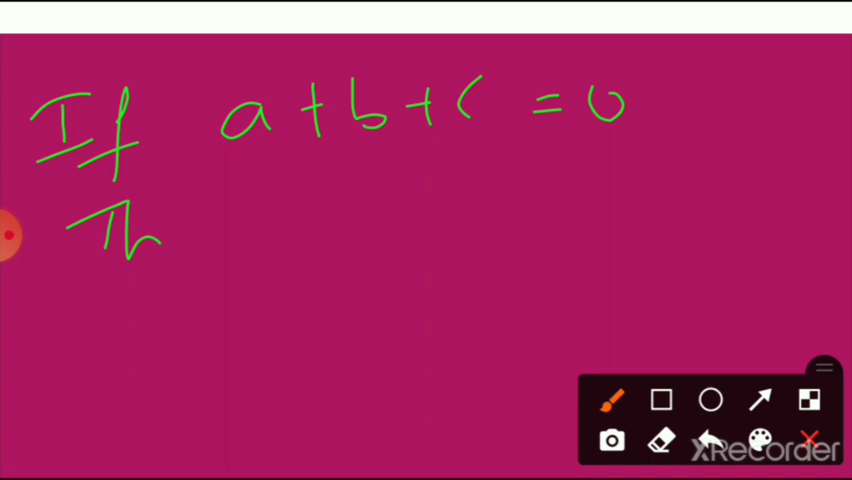 If a + b + c = 0
Th
XRecorder